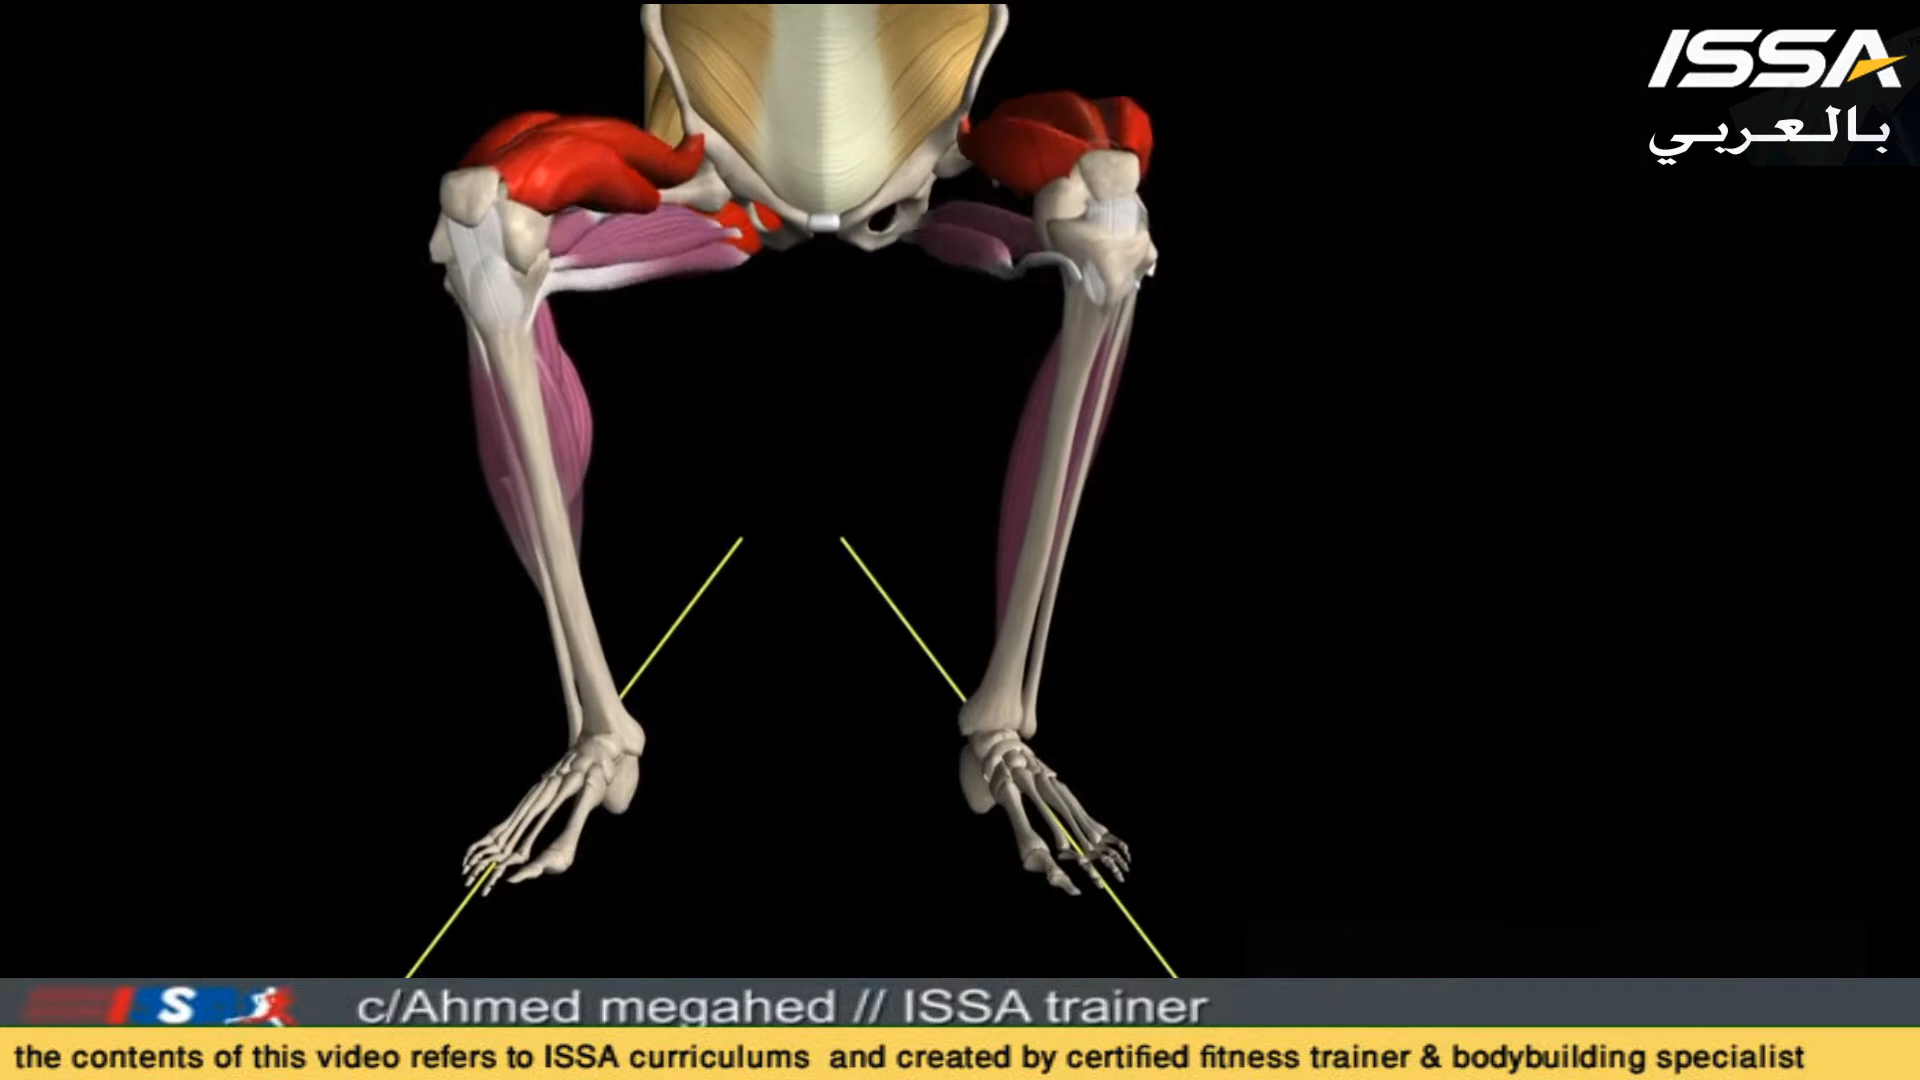 ISSA
بالعربي
IS
c/Ahmed megahed // ISSA trainer
the contents of this video refers to ISSA curriculums and created by certified fitness trainer & bodybuilding specialist